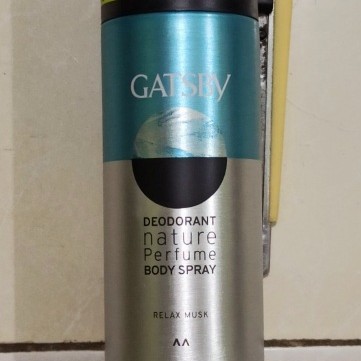 GATSBY
DEODORANT
nature
Perfume
BODY SPRAY
RELAX MUSK